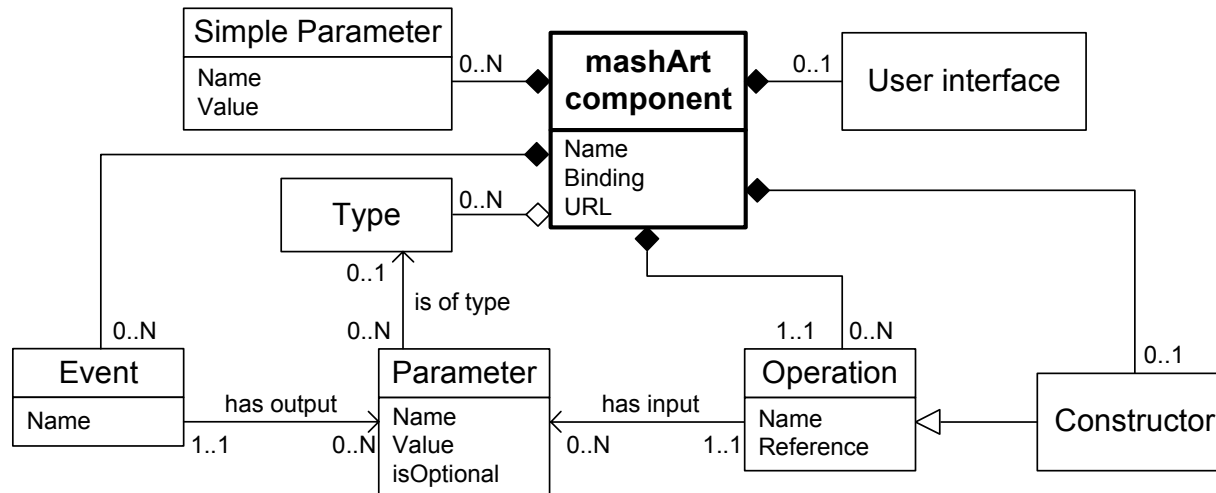 Simple Parameter
Name
Value
0..N
mashArt
component
Name
Binding
URL
0..1
User interface
Type
0..N
0..1
is of type
0..N
0..N
1..1
0..N
0..1
Event
Name
has output
1..1
0..N
Parameter
Name
Value
isOptional
has input
0..N
1..1
Operation
Name
Reference
Constructor